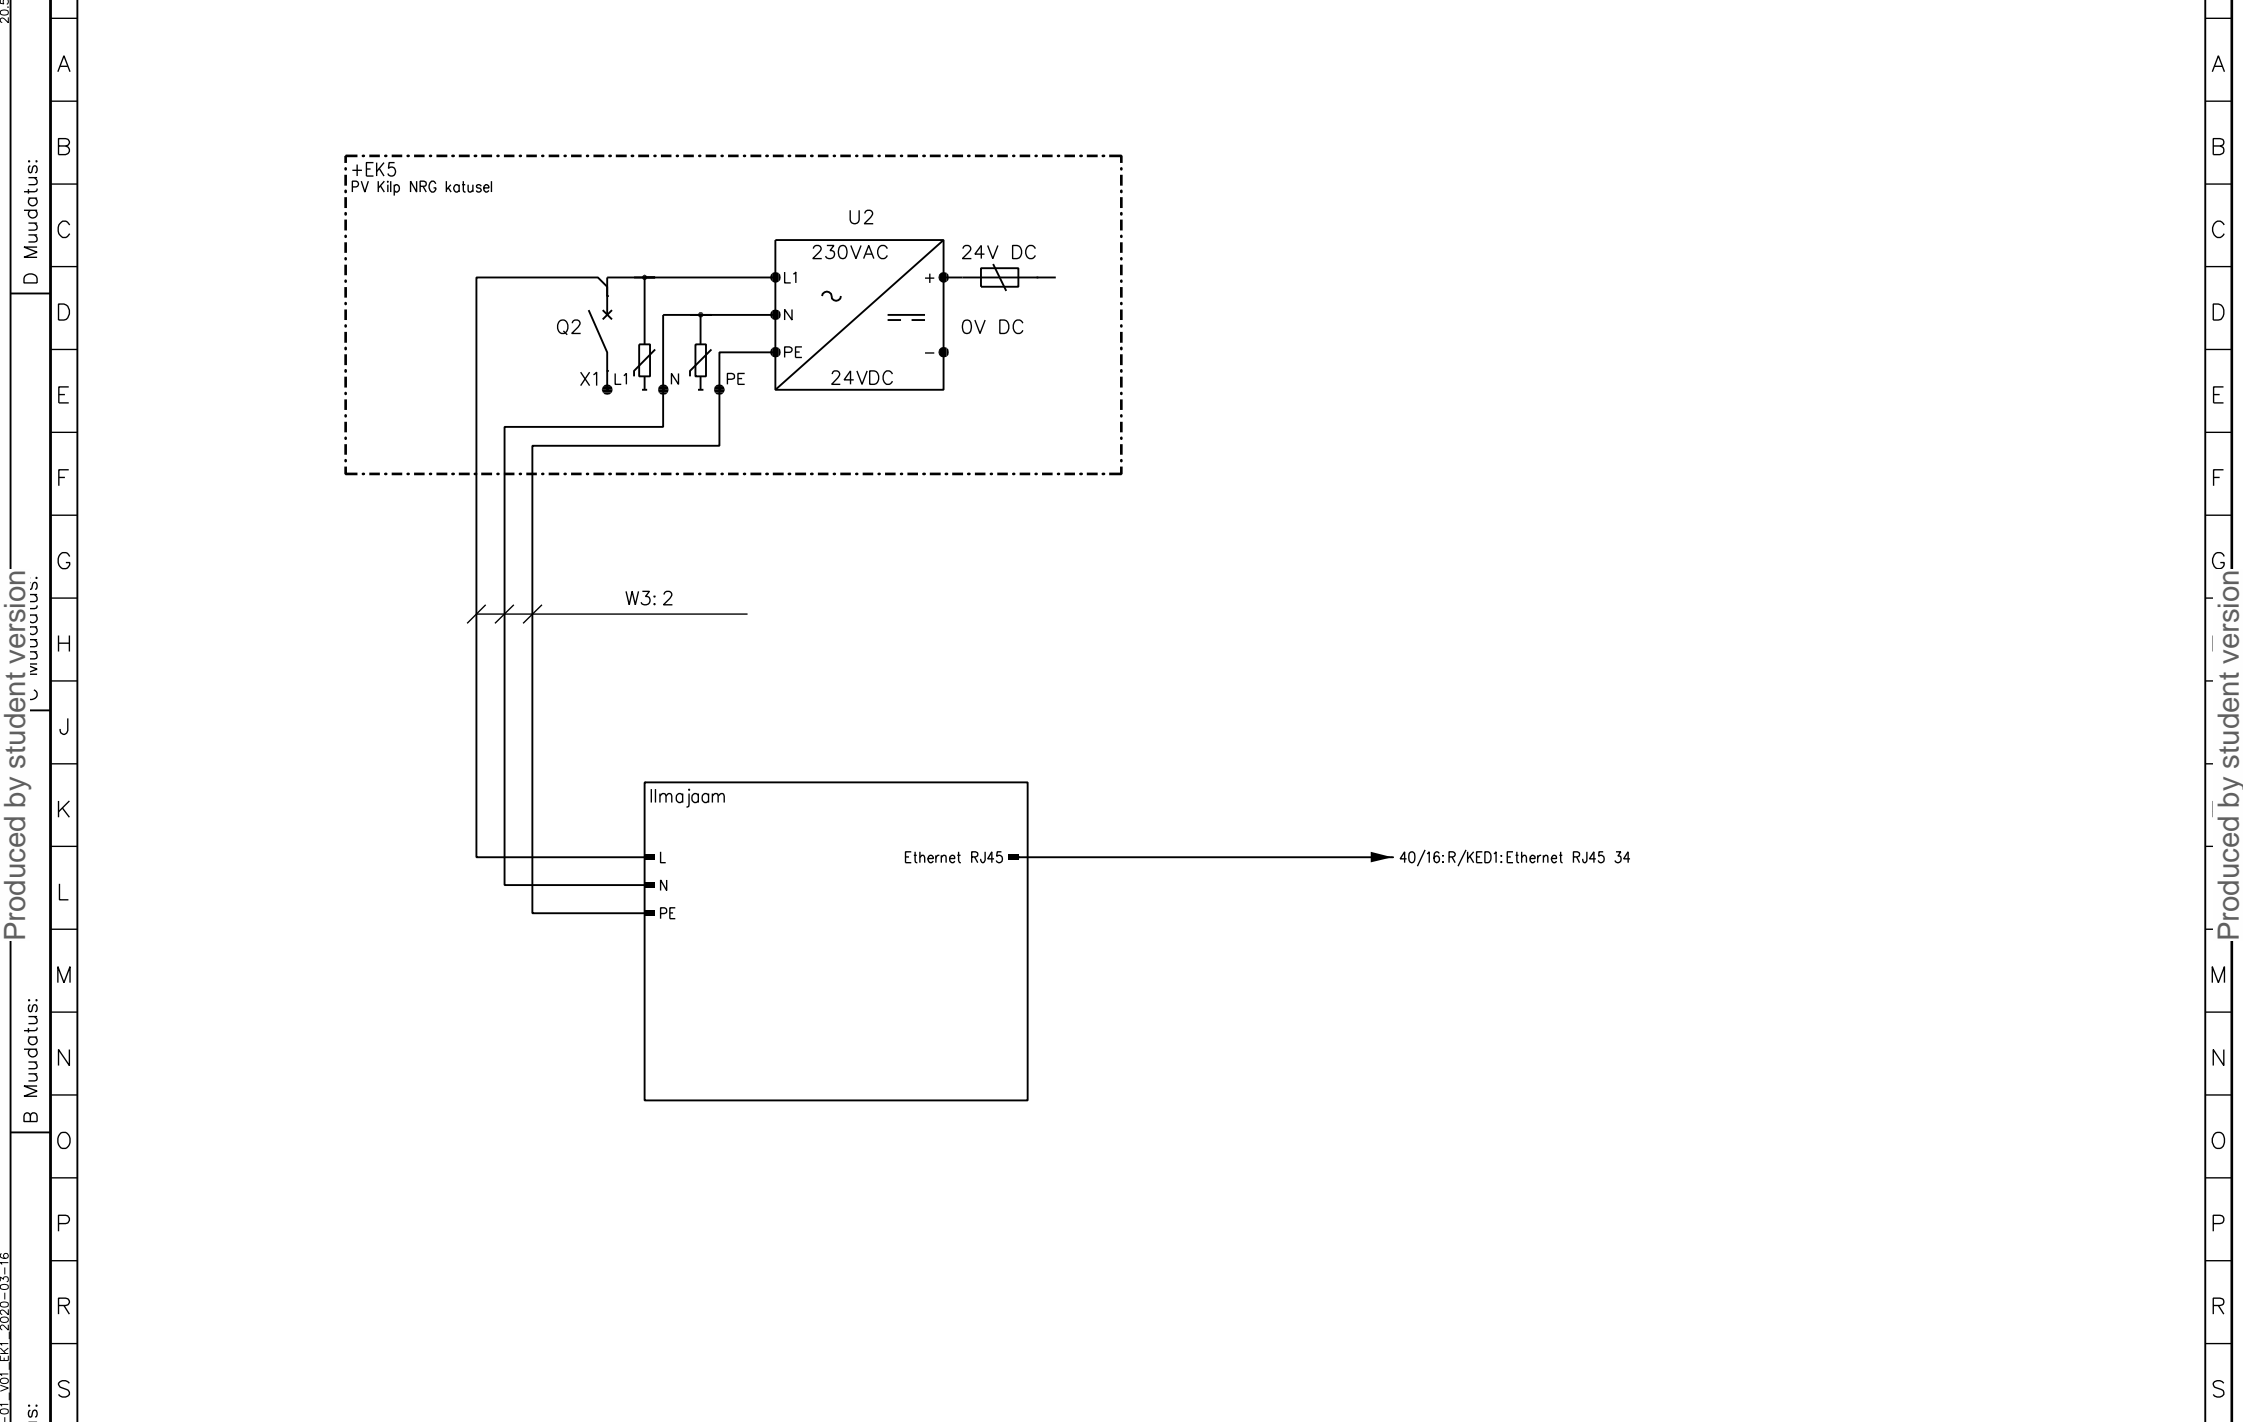 A
B
C
D
E
F
G
H
J
K
L
M
N
O
P
R
S
D Muudatus:
B Muudatus:
Produced by student version
+EK5
PV Kilp NRG katusel
U2
230VAC
24V DC
L1
+
N
Q2
0V DC
PE
-
X1 L1 N PE
24VDC
W3:2
Ilmajaam
L
Ethernet RJ45
40/16:R/KED1:Ethernet RJ45 34
N
PE
A
B
C
D
E
F
G
M
N
O
P
R
S
Produced by student version